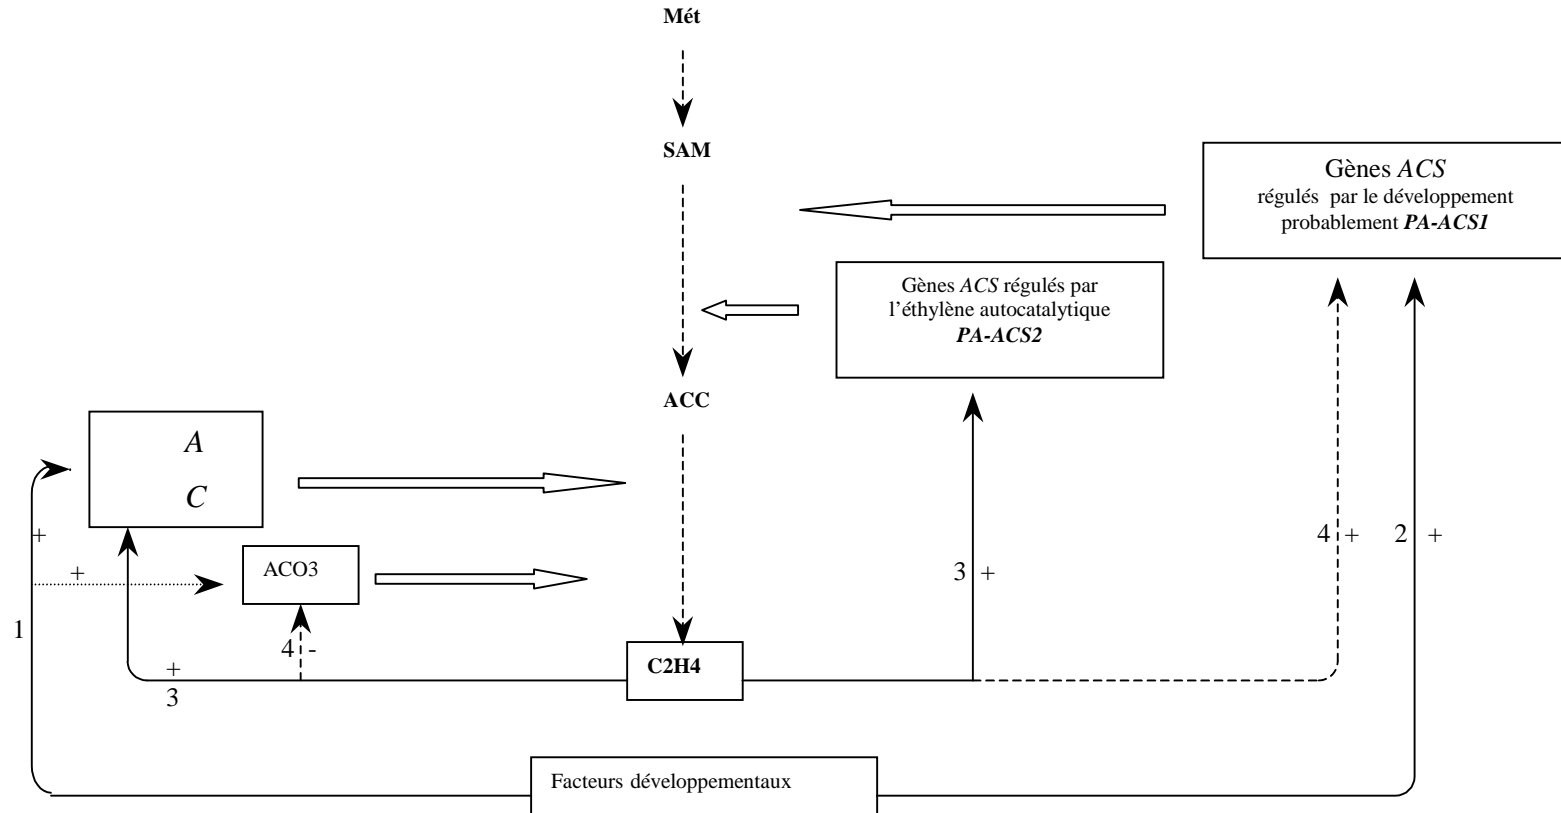 Mét
SAM
Gènes ACS
régulés par le développement
probablement PA-ACS1
Gènes ACS régulés par
l'éthylène autocatalytique
PA-ACS2
ACC
A
C
+
4 +
2 +
ACO3
+
3 +
1
4 -
C2H4
+
3
Facteurs développementaux